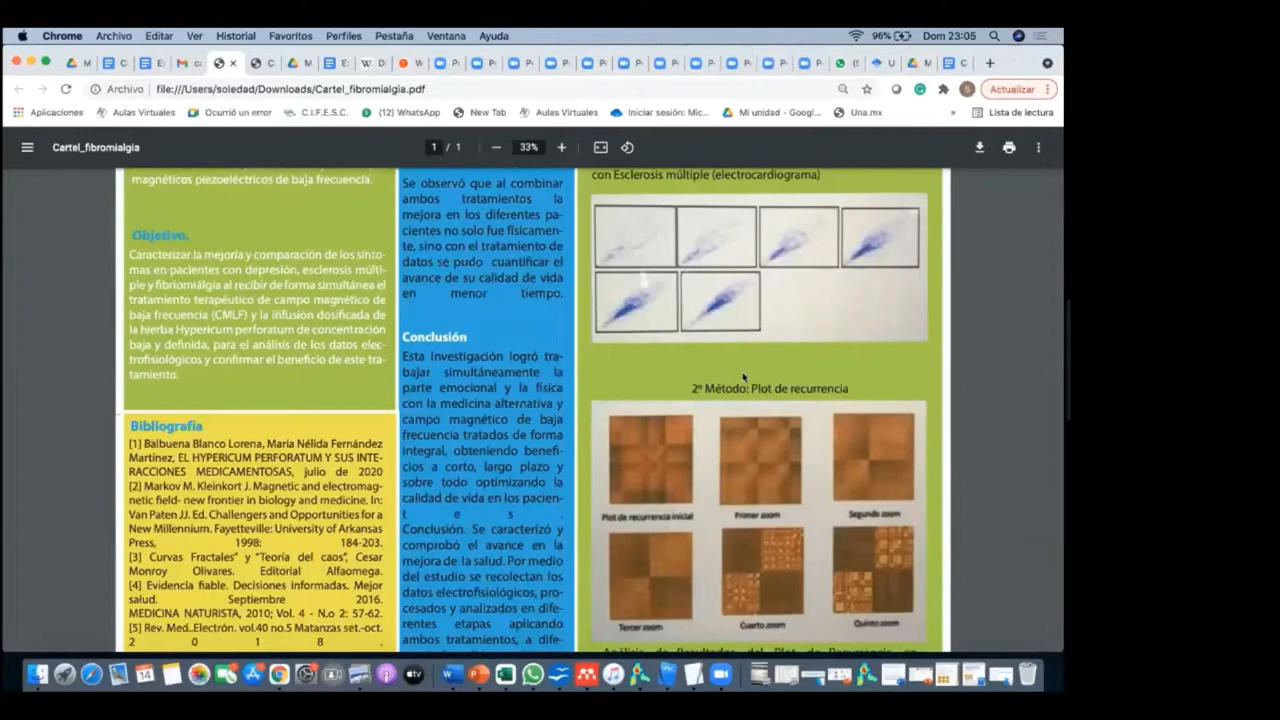 Chrome Archivo Editar Ver Historial Favoritos Perfiles Pestaña Ventana Ayuda 96% Dom 23:05
Archivo file:///Users/soledad/Downloads/Cartel_fibromialgia.pdf Actualizar
Aplicaciones Aulas Virtuales Ocurrió un error C.I.F.E.S.C. (12) WhatsApp New Tab Aulas Virtuales Iniciar sesión: Mic... Mi unidad - Googl... Una.mx » Lista de lectura
Cartel_fibromialgia 1 / 1 − 33% +
magnéticos piezoeléctricos de baja frecuencia.
Objetivo.
Caracterizar la mejoría y comparación de los sínto-
mas en pacientes con depresión, esclerosis múlti-
ple y fibriomiálgia al recibir de forma simultánea el
tratamiento terapéutico de campo magnético de
baja frecuencia (CMLF) y la infusión dosificada de
la hierba Hypericum perforatum de concentración
baja y definida, para el análisis de los datos elec-
trofisiológicos y confirmar el beneficio de este tra-
tamiento.
Bibliografia
[1] Balbuena Blanco Lorena, María Nélida Fernández
Martínez, EL HYPERICUM PERFORATUM Y SUS INTE-
RACCIONES MEDICAMENTOSAS, julio de 2020
[2] Markov M. Kleinkort J. Magnetic and electromag-
netic field- new frontier in biology and medicine. In:
Van Paten JJ. Ed. Challengers and Opportunities for a
New Millennium. Fayetteville: University of Arkansas
Press, 1998: 184-203.
[3] Curvas Fractales" y "Teoría del caos", Cesar
Monroy Olivares. Editorial Alfaomega.
[4] Evidencia fiable. Decisiones informadas. Mejor
salud. Septiembre 2016.
MEDICINA NATURISTA, 2010; Vol. 4 - N.o 2: 57-62.
[5] Rev. Med..Electrón. vol.40 no.5 Matanzas set.-oct.
2 0 1 8 .
Se observó que al combinar
ambos tratamientos la
mejora en los diferentes pa-
cientes no solo fue físicamen-
te, sino con el tratamiento de
datos se pudo cuantificar el
avance de su calidad de vida
en menor tiempo.
Conclusión
Esta Investigación logró tra-
bajar simultáneamente la
parte emocional y la física
con la medicina alternativa y
campo magnético de baja
frecuencia tratados de forma
integral, obteniendo benefi-
cios a corto, largo plazo y
sobre todo optimizando la
calidad de vida en los pacien-
t e s .
Conclusión. Se caracterizó y
comprobó el avance en la
mejora de la salud. Por medio
del estudio se recolectan los
datos electrofisiológicos, pro-
cesados y analizados en dife-
rentes etapas aplicando
ambos tratamientos, a dife-
con Esclerosis múltiple (electrocardiograma)
2º Método: Plot de recurrencia
Plot de recurrencia inicial Primer zoom Segundo zoom
Tercer zoom Cuarto zoom Quinto zoom
Análisis de Resultados del Plot de Recurrencia en